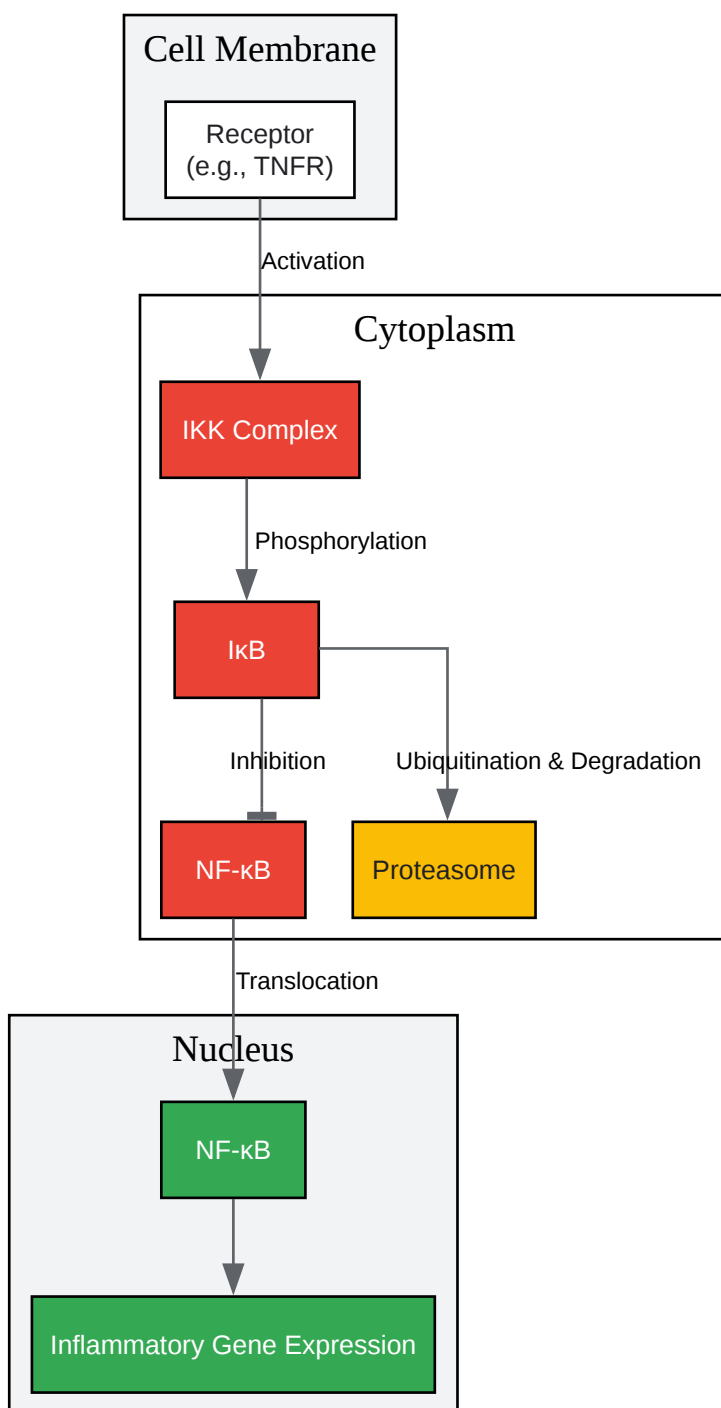 Cell Membrane
Receptor
(e.g., TNFR)
Activation
Cytoplasm
IKK Complex
Phosphorylation
IκB
Inhibition
Ubiquitination & Degradation
NF-κB
Proteasome
Translocation
Nucleus
NF-κB
Inflammatory Gene Expression